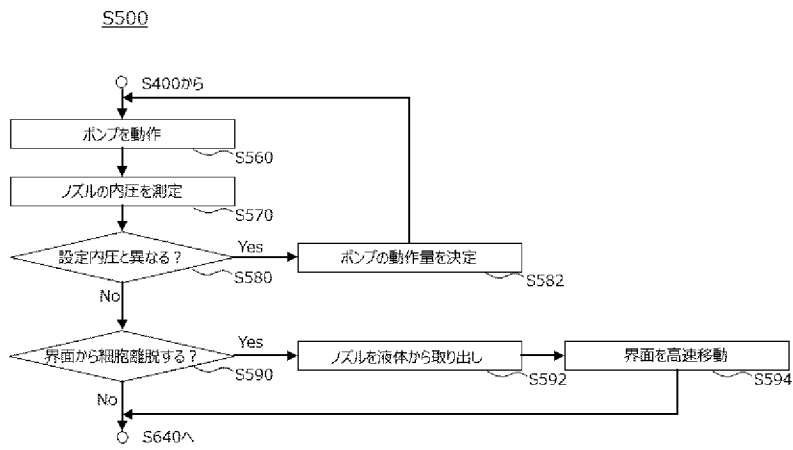 S500
S400から
ポンプを動作
S560
ノズルの内圧を測定
S570
設定内圧と異なる？
Yes
S580
ポンプの動作量を決定
S582
No
界面から細胞離脱する？
Yes
S590
ノズルを液体から取り出し
S592
界面を高速移動
S594
No
S640へ